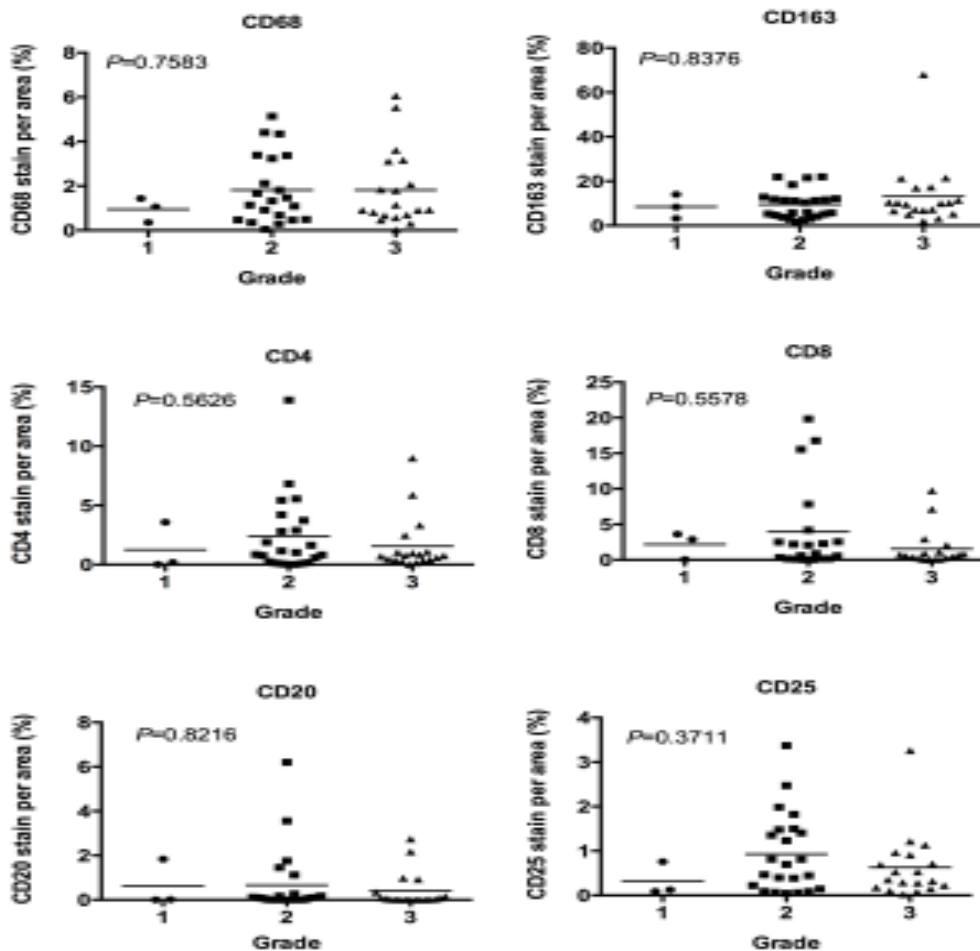 CD68
CD68 stain per area (%)
P=0.7583
8
6
4
2
0
1 2 3
Grade
CD163
CD163 stain per area (%)
P=0.8376
80
60
40
20
0
1 2 3
Grade
CD4
CD4 stain per area (%)
P=0.5626
15
10
5
0
1 2 3
Grade
CD8
CD8 stain per area (%)
P=0.5578
25
20
15
10
5
0
1 2 3
Grade
CD20
CD20 stain per area (%)
P=0.8216
8
6
4
2
0
1 2 3
Grade
CD25
CD25 stain per area (%)
P=0.3711
4
3
2
1
0
1 2 3
Grade